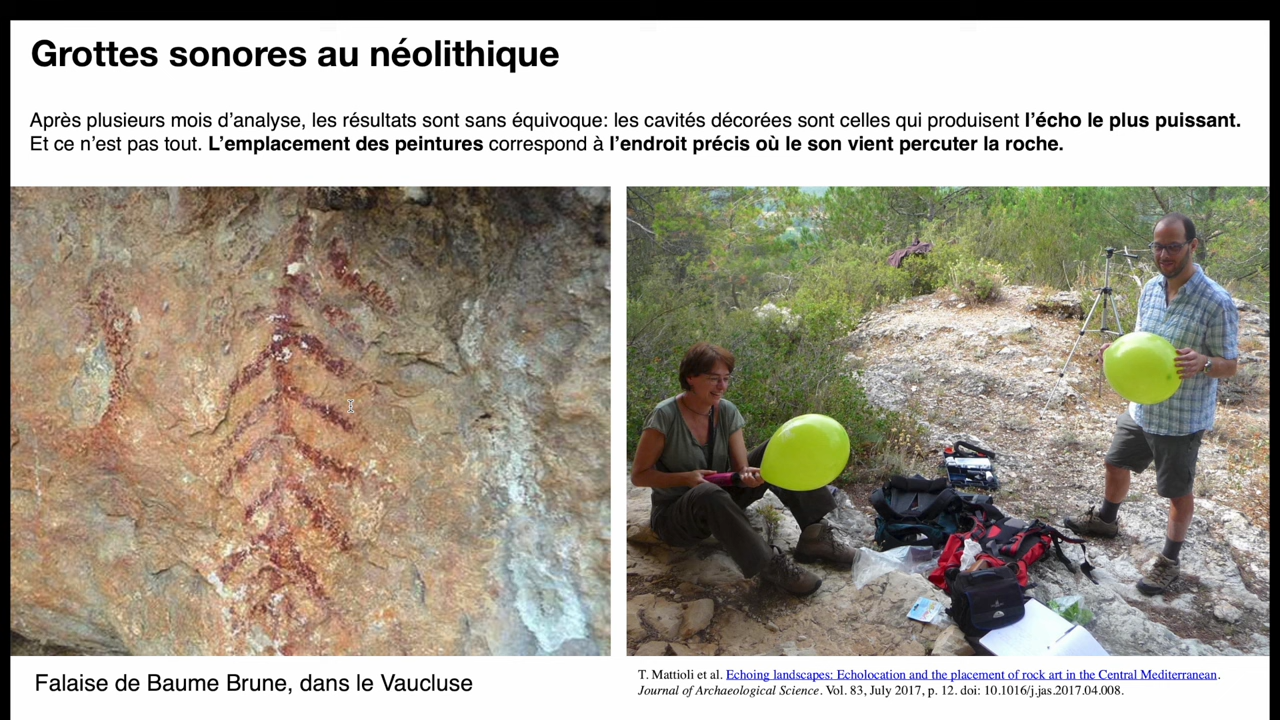 Grottes sonores au néolithique
Après plusieurs mois d’analyse, les résultats sont sans équivoque: les cavités décorées sont celles qui produisent l’écho le plus puissant.
Et ce n’est pas tout. L’emplacement des peintures correspond à l’endroit précis où le son vient percuter la roche.
Falaise de Baume Brune, dans le Vaucluse
T. Mattioli et al. Echoing landscapes: Echolocation and the placement of rock art in the Central Mediterranean.
Journal of Archaeological Science. Vol. 83, July 2017, p. 12. doi: 10.1016/j.jas.2017.04.008.